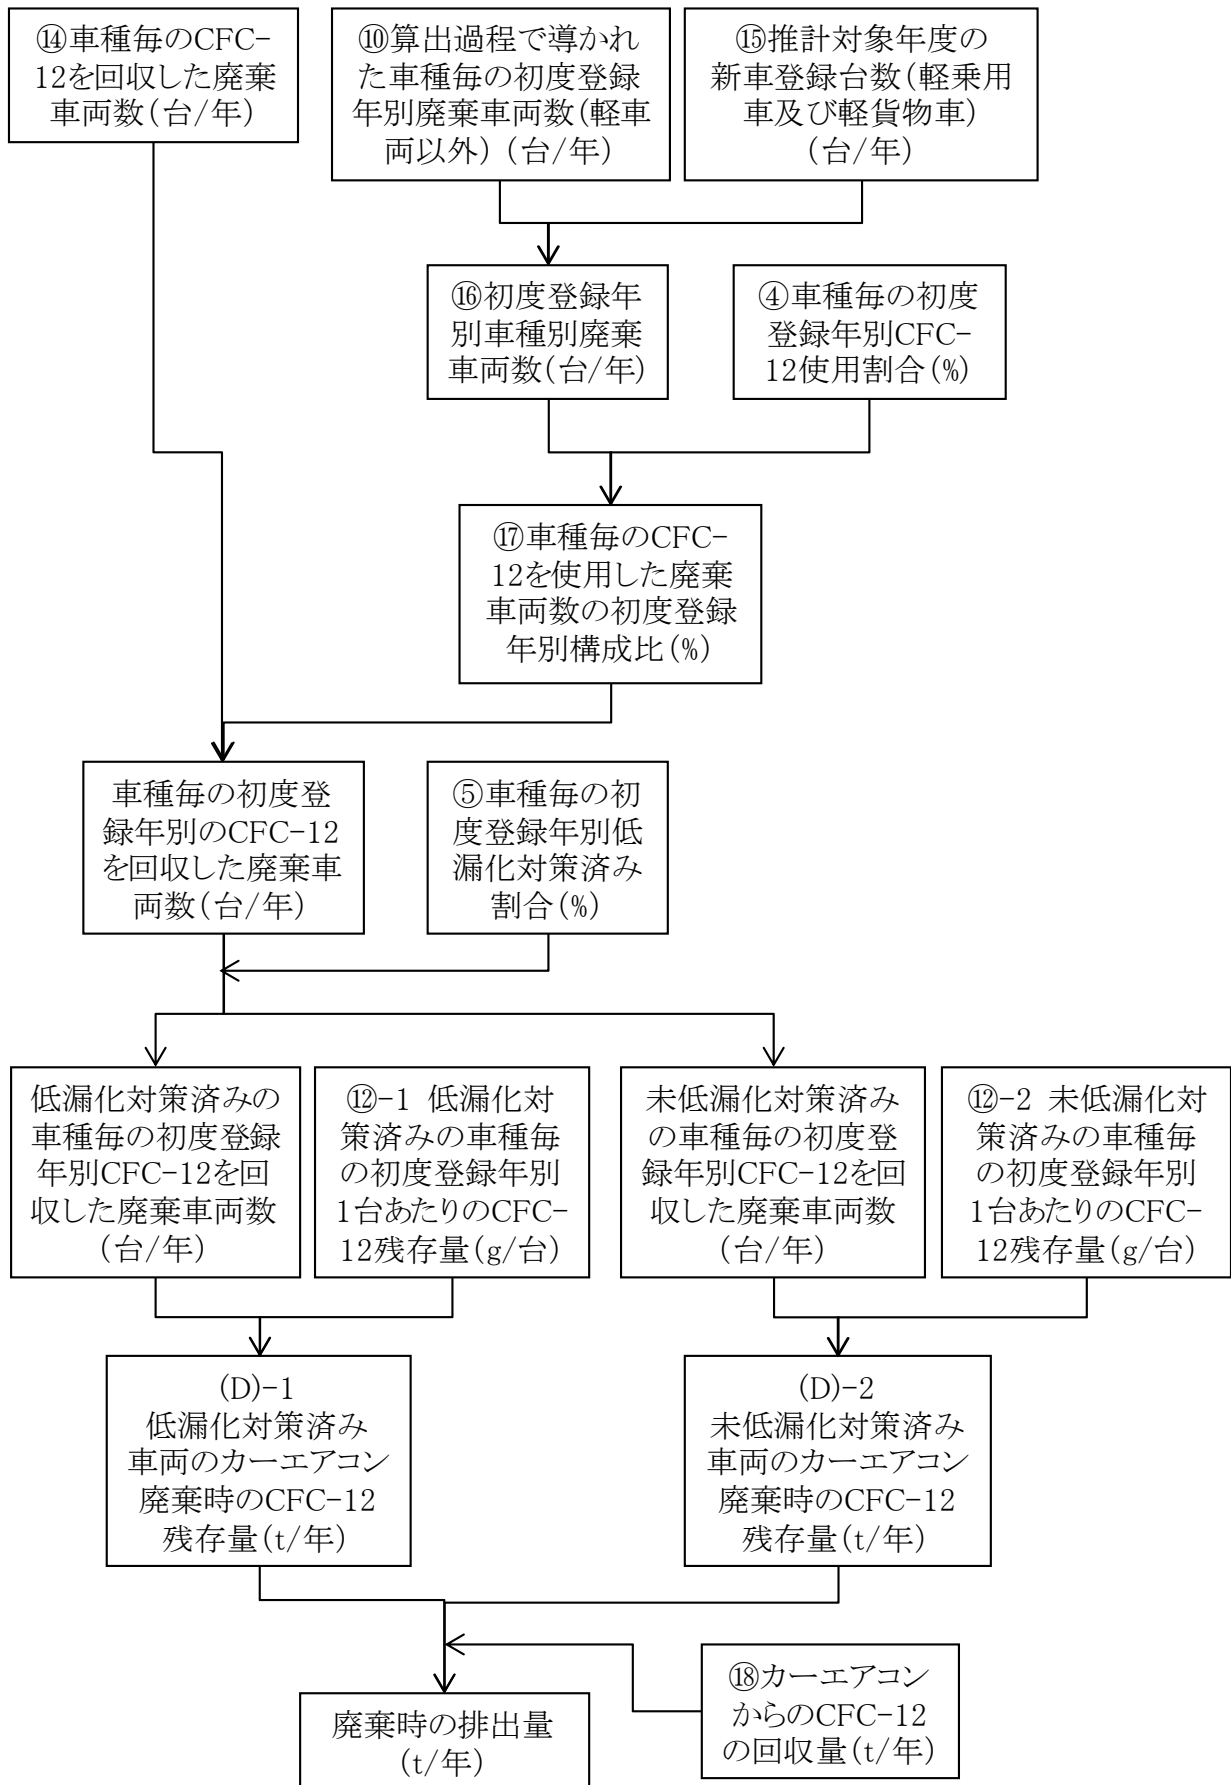 ⑭車種毎のCFC-
12を回収した廃棄
車両数(台/年)
⑩算出過程で導かれ
た車種毎の初度登録
年別廃棄車両数(軽車
両以外) (台/年)
⑮推計対象年度の
新車登録台数(軽乗用
車及び軽貨物車)
(台/年)
⑯初度登録年
別車種別廃棄
車両数(台/年)
④車種毎の初度
登録年別CFC-
12使用割合(%)
⑰車種毎のCFC-
12を使用した廃棄
車両数の初度登録
年別構成比(%)
車種毎の初度登
録年別のCFC-12
を回収した廃棄車
両数(台/年)
⑤車種毎の初
度登録年別低
漏化対策済み
割合(%)
低漏化対策済みの
車種毎の初度登録
年別CFC-12を回
収した廃棄車両数
(台/年)
⑫-1 低漏化対
策済みの車種毎
の初度登録年別
1台あたりのCFC-
12残存量(g/台)
未低漏化対策済み
の車種毎の初度登
録年別CFC-12を回
収した廃棄車両数
(台/年)
⑫-2 未低漏化対
策済みの車種毎
の初度登録年別
1台あたりのCFC-
12残存量(g/台)
(D)-1
低漏化対策済み
車両のカーエアコン
廃棄時のCFC-12
残存量(t/年)
(D)-2
未低漏化対策済み
車両のカーエアコン
廃棄時のCFC-12
残存量(t/年)
⑱カーエアコン
からのCFC-12
の回収量(t/年)
廃棄時の排出量
(t/年)